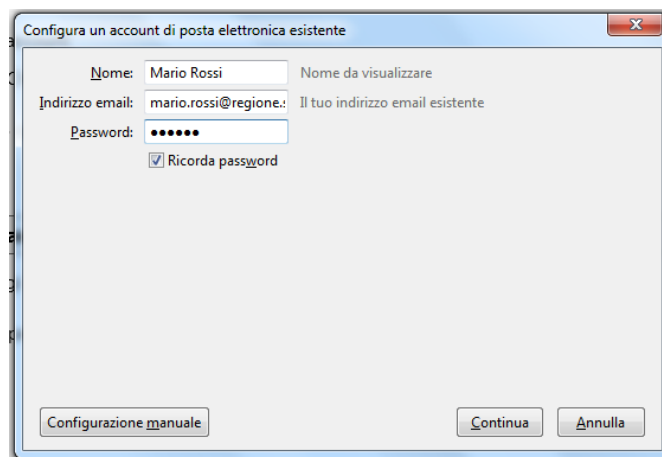 Configura un account di posta elettronica esistente
Nome: Mario Rossi Nome da visualizzare
Indirizzo email: mario.rossi@regione. Il tuo indirizzo email esistente
Password: ●●●●●●
Ricorda password
Configurazione manuale Continua Annulla